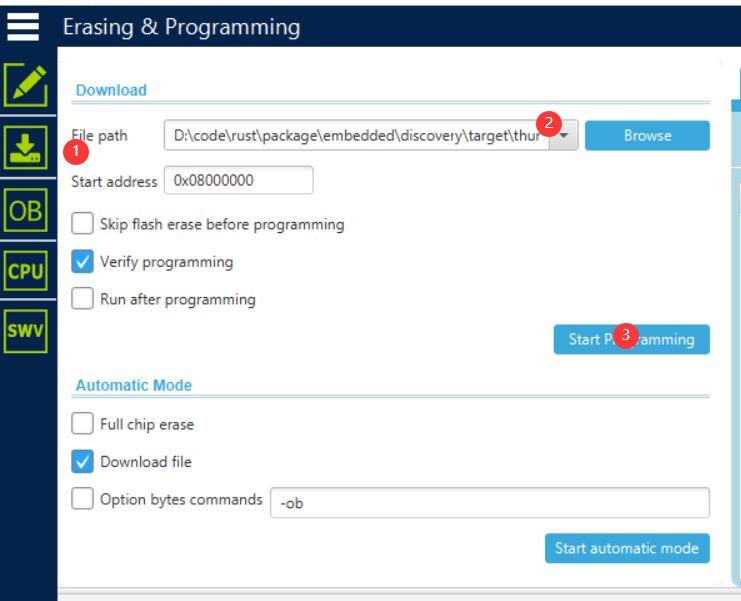 Erasing & Programming
Download
File path
D:\code\rust\package\embedded\discovery\target\thur
2
Browse
1
Start address
0x08000000
OB
Skip flash erase before programming
CPU
Verify programming
Run after programming
SWV
Start P
3
amming
Automatic Mode
Full chip erase
Download file
Option bytes commands
-ob
Start automatic mode